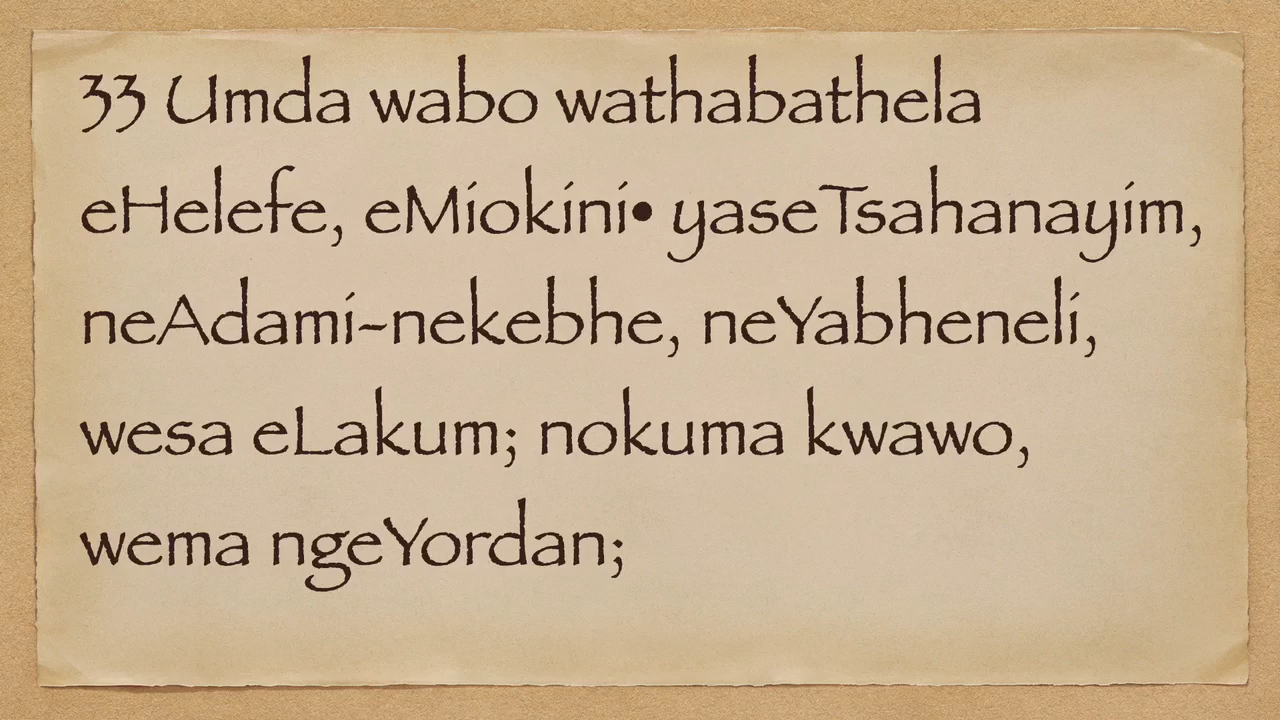 33 Umda wabo wathabathela
eHelefe, eMiokini• yaseTsahanayim,
neAdami-nekebhe, neYabheneli,
wesa eLakum; nokuma kwawo,
wema ngeYordan;